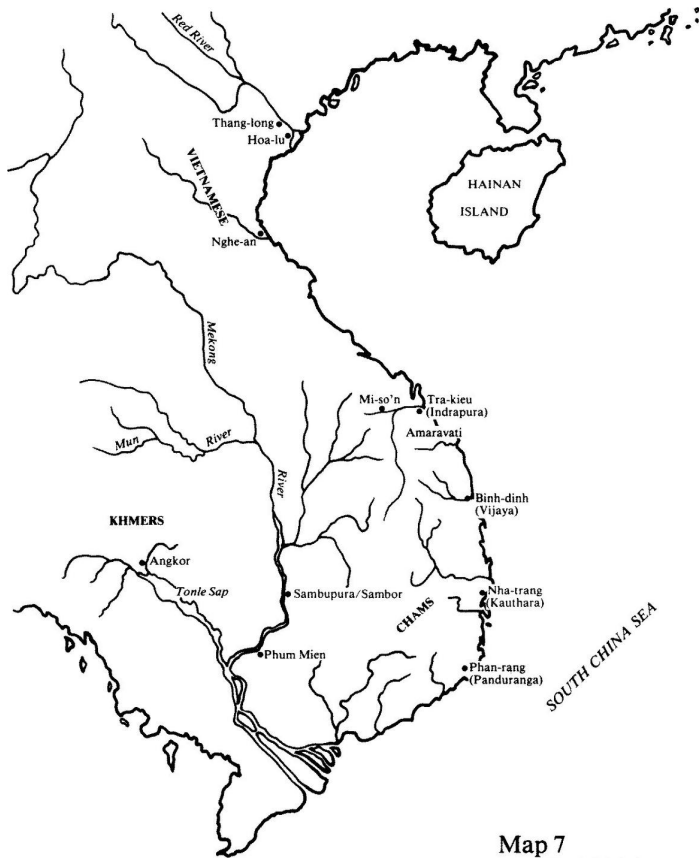 Red River
Thang-long
Hoa-lu
VIETNAMESE
HAINAN
ISLAND
Nghe-an
Mekong
River
Mi-so'n
Tra-kieu
(Indrapura)
Amaravati
Mun River
Binh-dinh
(Vijaya)
KHMERS
Angkor
Tonle Sap
Sambupura/Sambor
Nha-trang
(Kauthara)
CHAMS
Phum Mien
Phan-rang
(Panduranga)
SOUTH CHINA SEA
Map 7